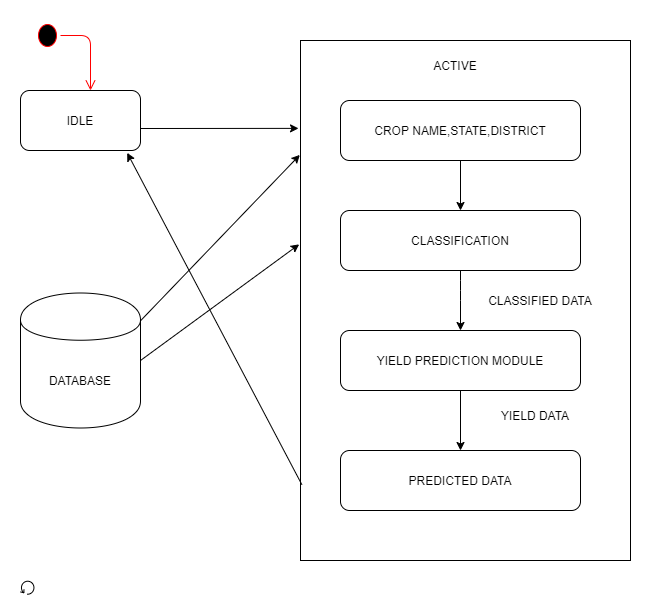 ACTIVE
IDLE
CROP NAME,STATE,DISTRICT
CLASSIFICATION
CLASSIFIED DATA
YIELD PREDICTION MODULE
DATABASE
YIELD DATA
PREDICTED DATA